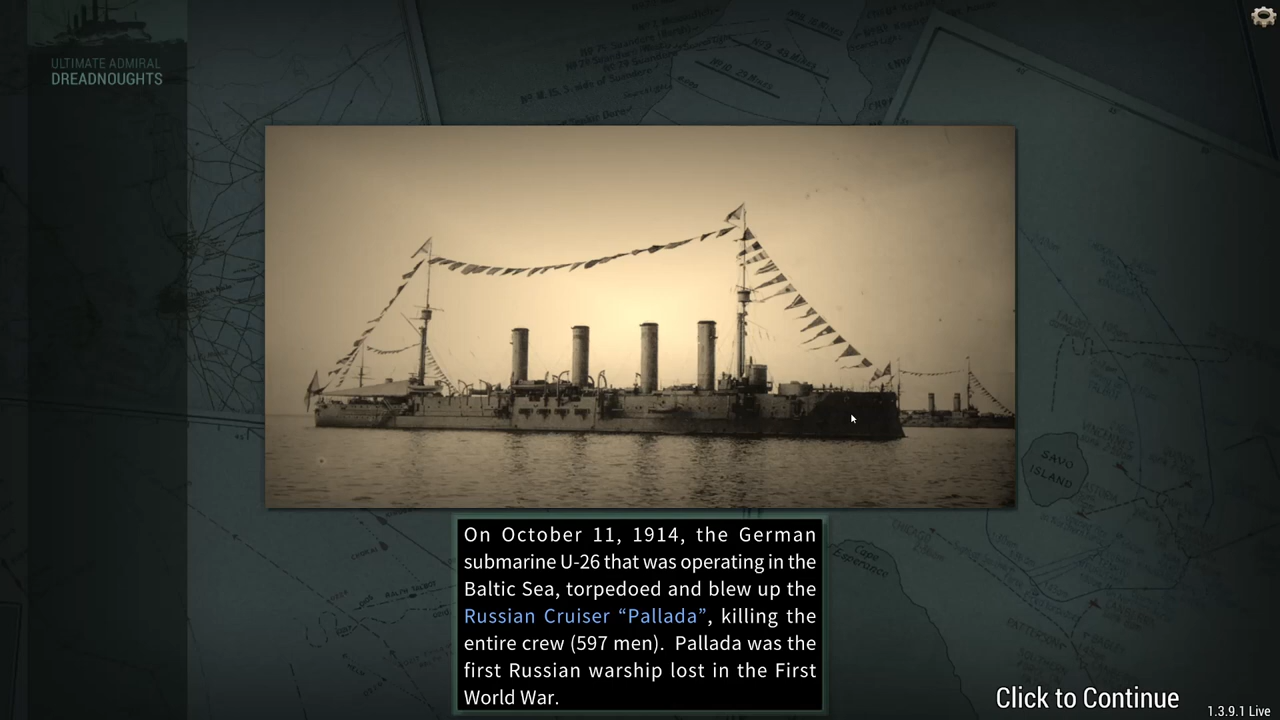 ULTIMATE ADMIRAL
DREADNOUGHTS
SAVO
ISLAND
Cape
Esperance
On October 11, 1914, the German
submarine U-26 that was operating in the
Baltic Sea, torpedoed and blew up the
Russian Cruiser “Pallada”, killing the
entire crew (597 men). Pallada was the
first Russian warship lost in the First
World War.
Click to Continue
1.3.9.1 Live